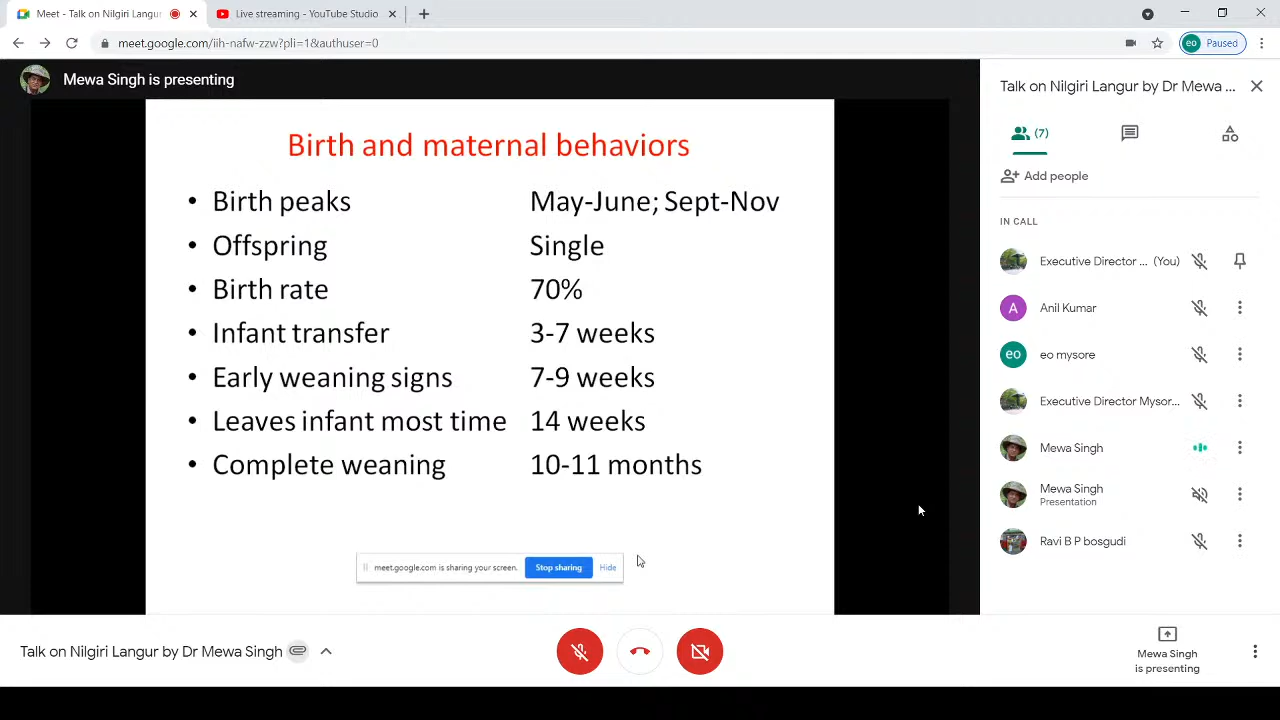 Meet - Talk on Nilgiri Langur
Live streaming - YouTube Studio
meet.google.com/iih-nafw-zzw?pli=1&authuser=0
eo Paused
Mewa Singh is presenting
Birth and maternal behaviors
• Birth peaks May-June; Sept-Nov
• Offspring Single
• Birth rate 70%
• Infant transfer 3-7 weeks
• Early weaning signs 7-9 weeks
• Leaves infant most time 14 weeks
• Complete weaning 10-11 months
meet.google.com is sharing your screen. Stop sharing Hide
Talk on Nilgiri Langur by Dr Mewa ...
(7)
Add people
IN CALL
Executive Director ... (You)
A Anil Kumar
eo eo mysore
Executive Director Mysor...
Mewa Singh
Mewa Singh
Presentation
Ravi B P bosgudi
Talk on Nilgiri Langur by Dr Mewa Singh
Mewa Singh
is presenting